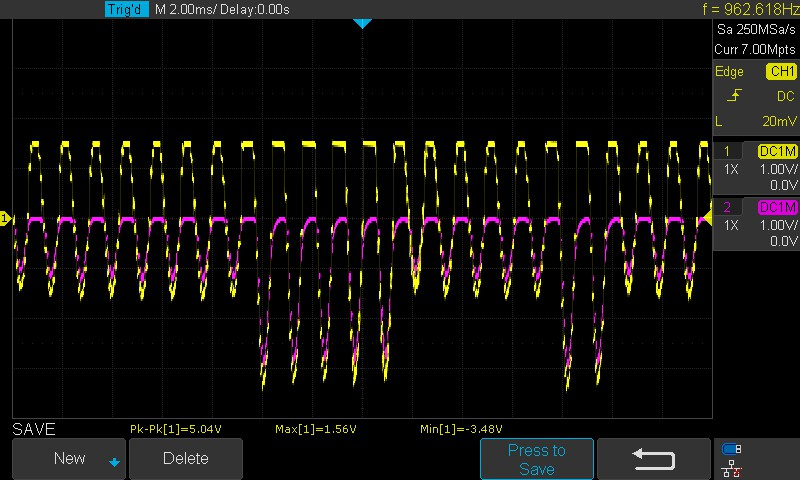 Trig'd M 2.00ms/ Delay:0.00s f = 962.618Hz
Sa 250MSa/s
Curr 7.00Mpts
Edge CH1
DC
L 20mV
1 DC1M
1X 1.00V/
0.0V
2 DC1M
1X 1.00V/
0.0V
1
SAVE Pk-Pk[1]=5.04V Max[1]=1.56V Min[1]=-3.48V
New Delete Press to
Save